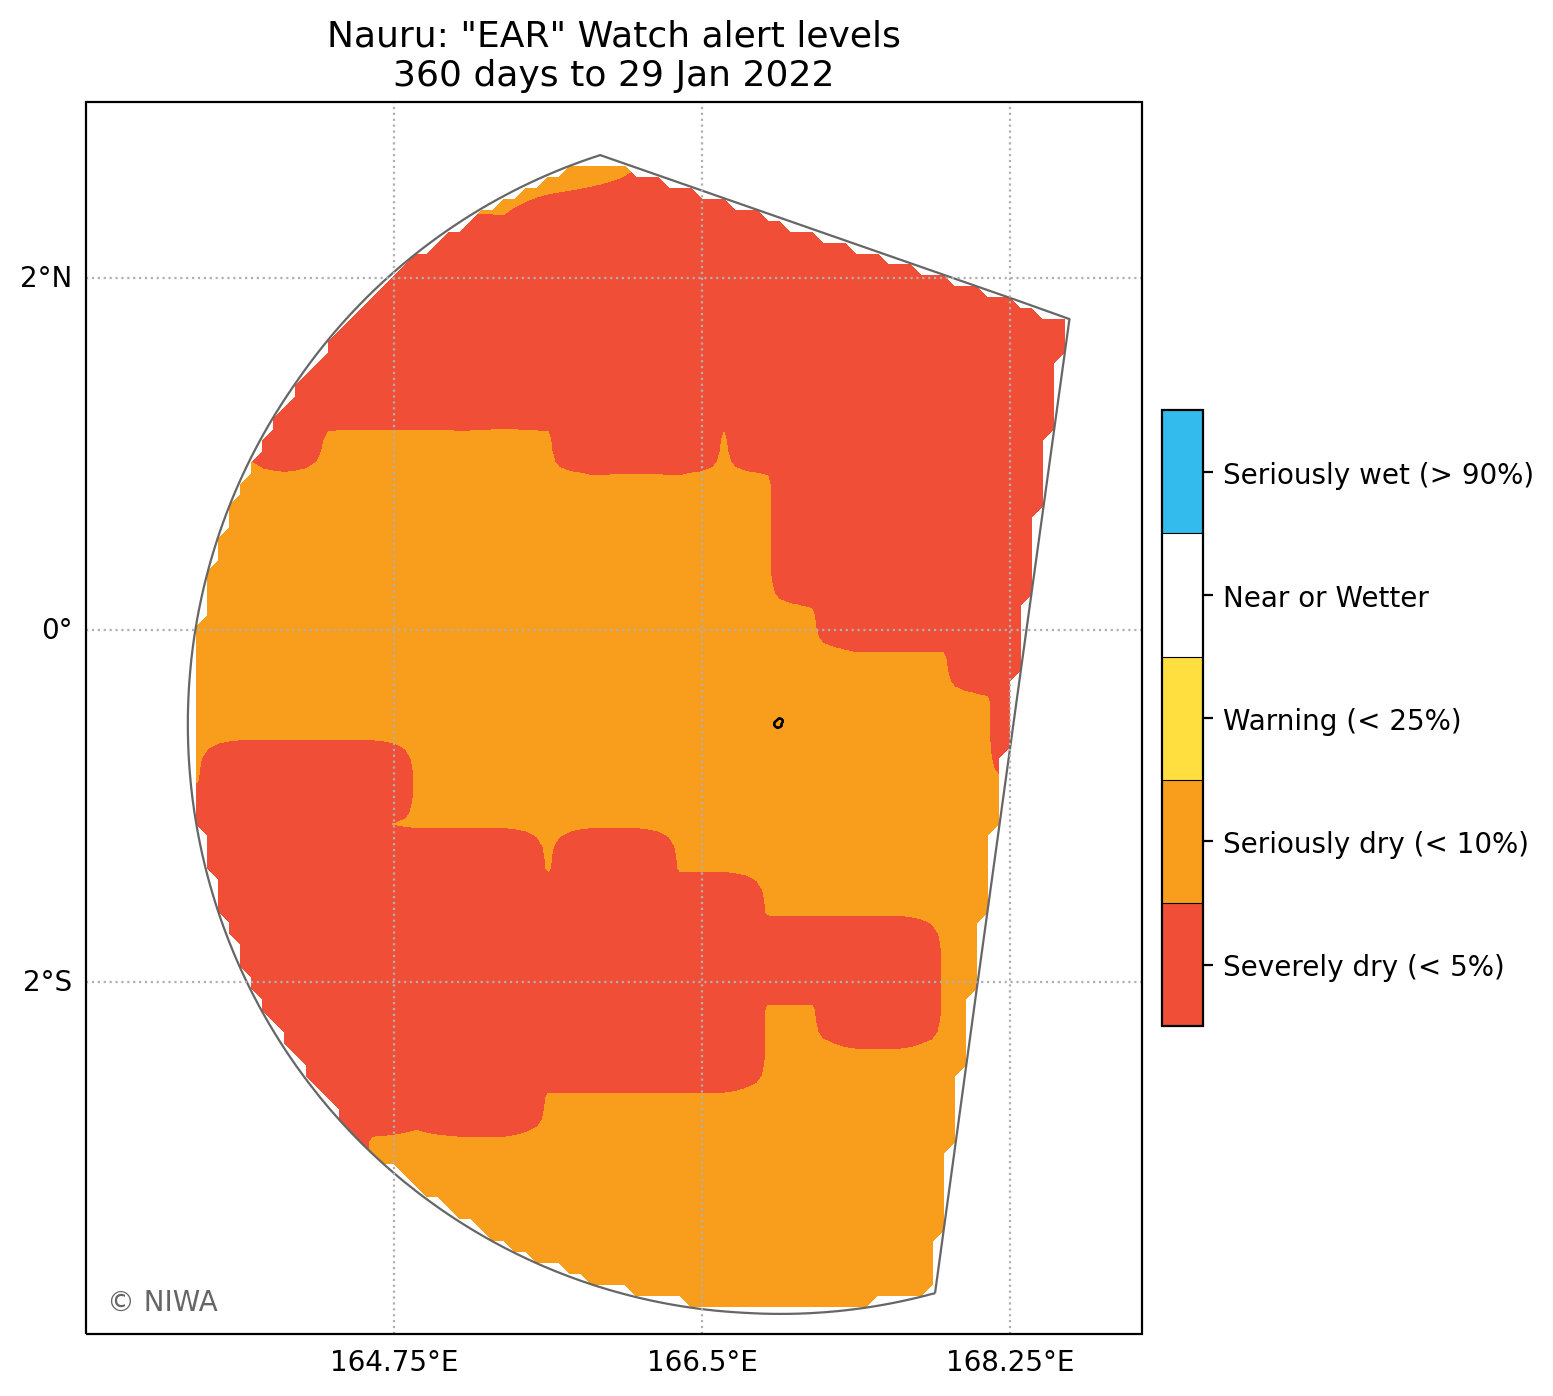 Nauru: "EAR" Watch alert levels
360 days to 29 Jan 2022
2°N
0°
2°S
164.75°E
166.5°E
168.25°E
Seriously wet (> 90%)
Near or Wetter
Warning (< 25%)
Seriously dry (< 10%)
Severely dry (< 5%)
© NIWA